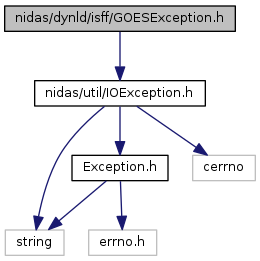 nidas/dynld/isff/GOESException.h
nidas/util/IOException.h
Exception.h
cerrno
string
errno.h